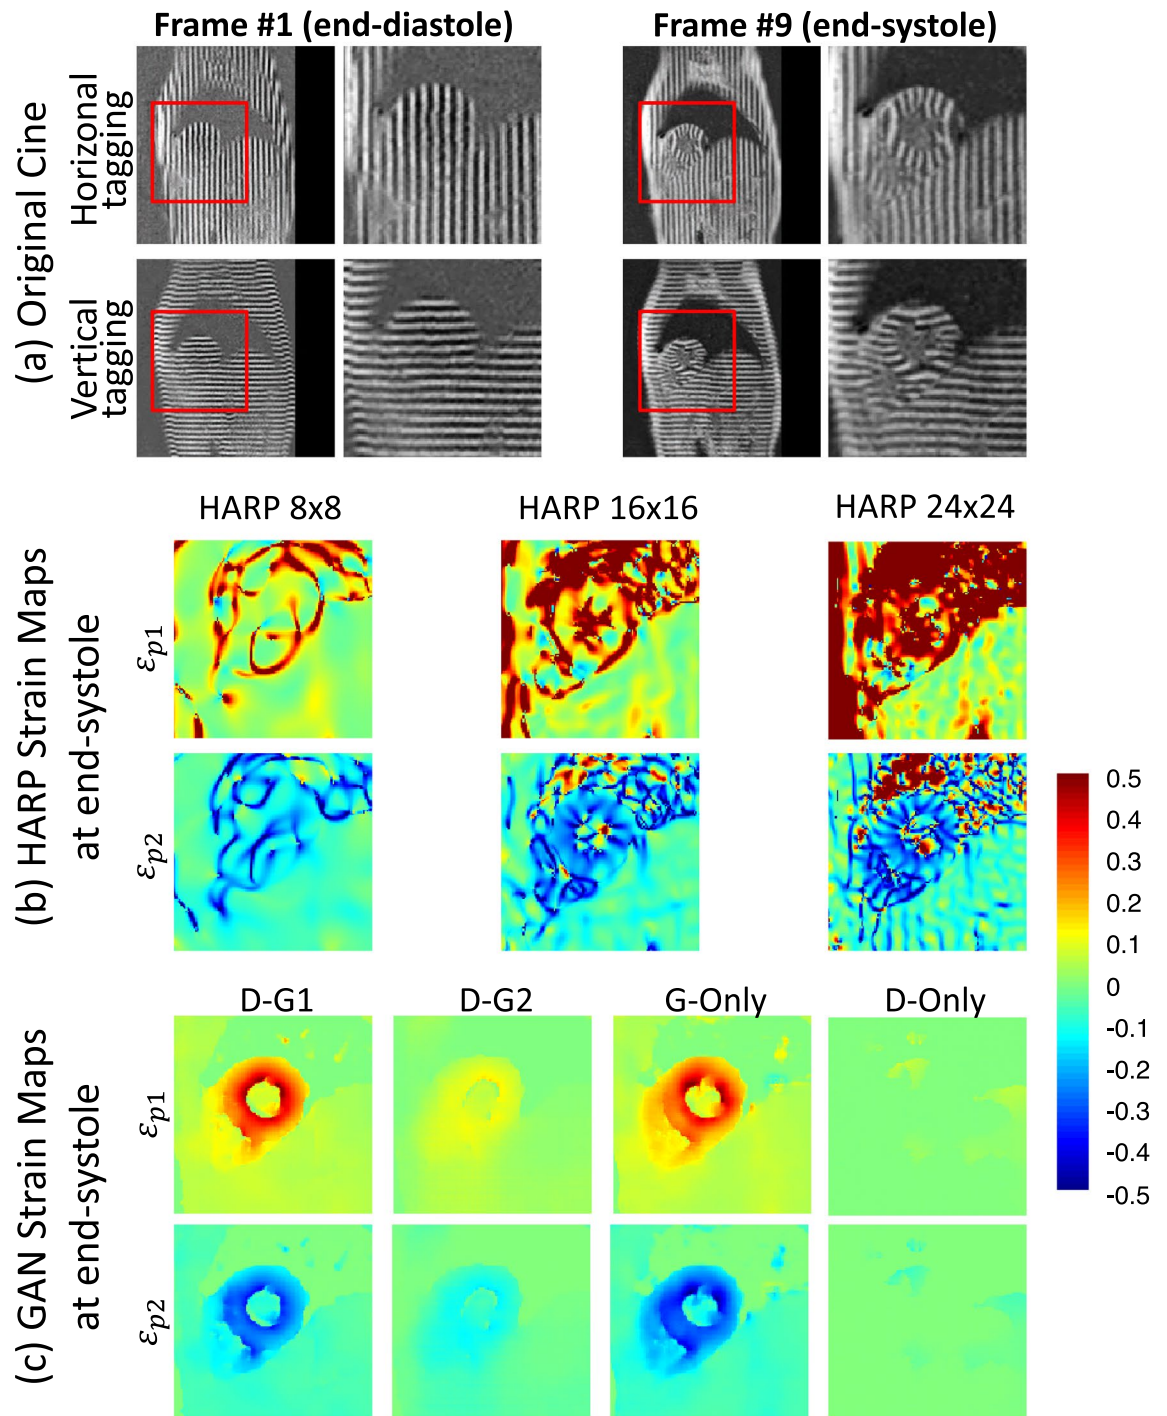 Frame #1 (end-diastole)
Frame #9 (end-systole)
(a) Original Cine
Horizonal
tagging
Vertical
tagging
(b) HARP Strain Maps
at end-systole
HARP 8x8
HARP 16x16
HARP 24x24
εp1
εp2
0.5
0.4
0.3
0.2
0.1
0
-0.1
-0.2
-0.3
-0.4
-0.5
(c) GAN Strain Maps
at end-systole
D-G1
D-G2
G-Only
D-Only
εp1
εp2